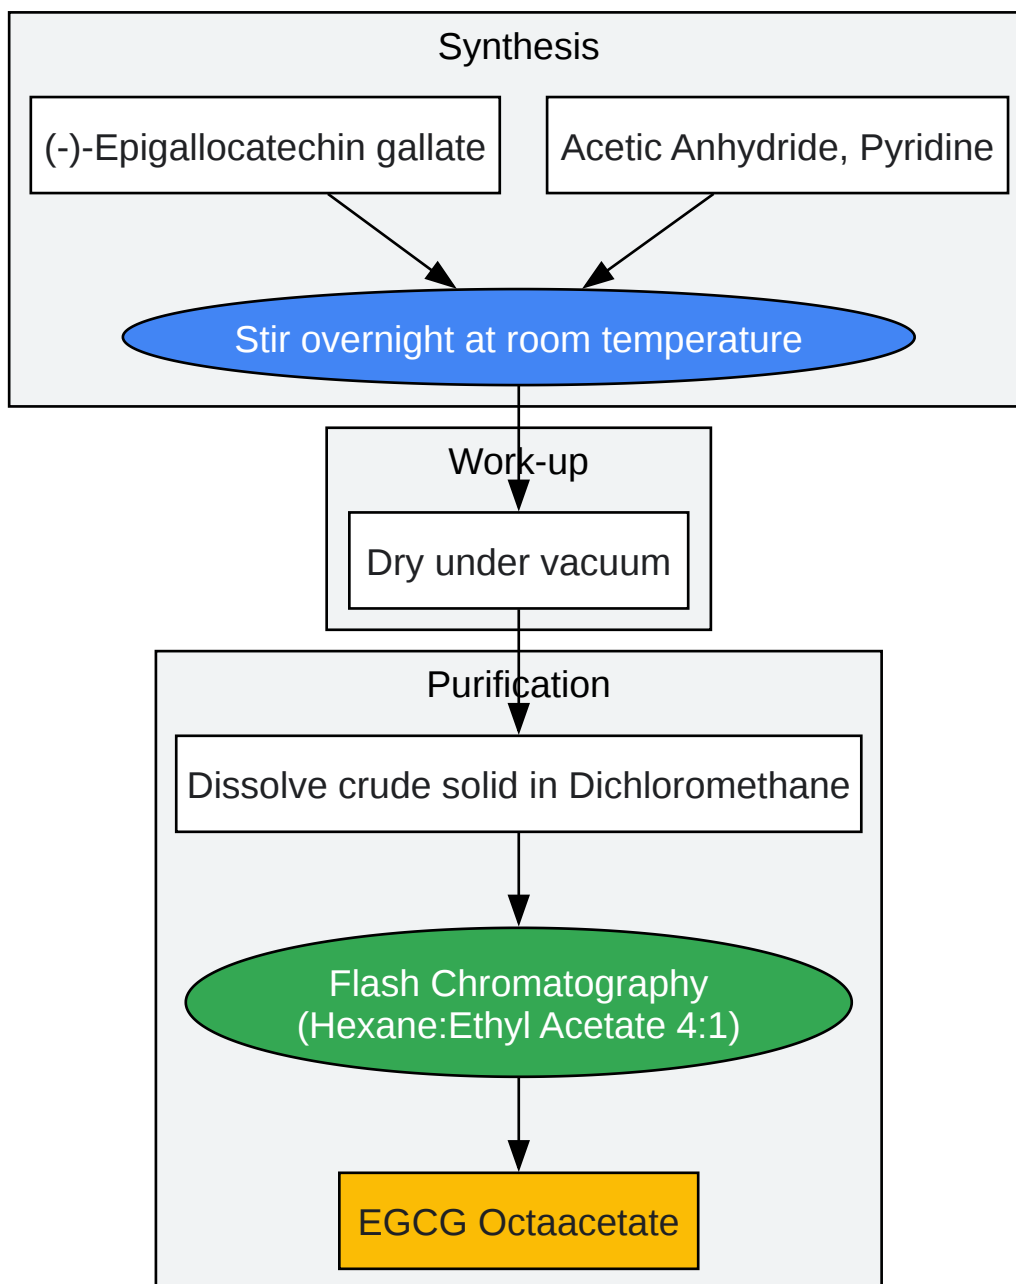 Synthesis
(-)-Epigallocatechin gallate
Acetic Anhydride, Pyridine
Stir overnight at room temperature
Work-up
Dry under vacuum
Purification
Dissolve crude solid in Dichloromethane
Flash Chromatography
(Hexane:Ethyl Acetate 4:1)
EGCG Octaacetate